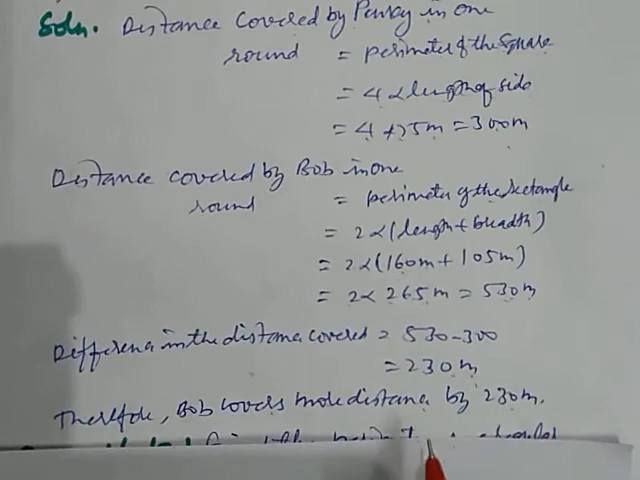 Soln. Distance Covered by Pinky in one
round = perimeter of the square
= 4 × length of side
= 4 × 75m = 300m
Distance covered by Bob in one
round = perimeter of the rectangle
= 2 × (length + breadth)
= 2 × (160m + 105m)
= 2 × 265m = 530m
Difference in the distance covered = 530 - 300
= 230m
Therefore, Bob covers more distance by 230m.